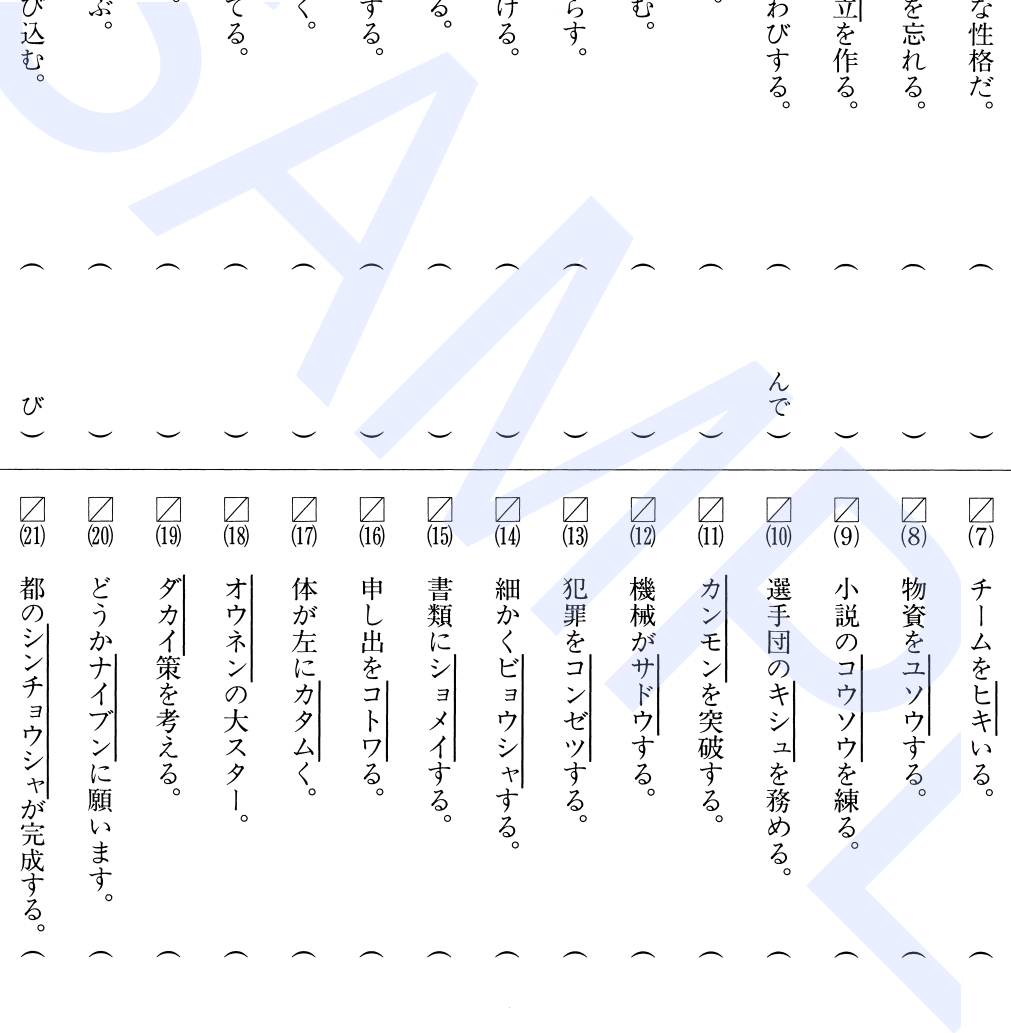 な性格だ。(　)
を忘れる。(　)
立を作る。(　)
わびする。(　んで)
。(　)
む。(　)
らす。(　)
ける。(　)
る。(　)
する。(　)
く。(　)
てる。(　)
。(　)
ぶ。(　)
び込む。(　び)
(7) チームをヒキいる。(
(8) 物資をユソウする。(
(9) 小説のコウソウを練る。(
(10) 選手団のキシュを務める。(
(11) カンモンを突破する。(
(12) 機械がサドウする。(
(13) 犯罪をコンゼツする。(
(14) 細かくビョウシャする。(
(15) 書類にショメイする。(
(16) 申し出をコトワる。(
(17) 体が左にカタムく。(
(18) オウネンの大スター。(
(19) ダカイ策を考える。(
(20) どうかナイブンに願います。(
(21) 都のシンチョウシャが完成する。(
SAMPL